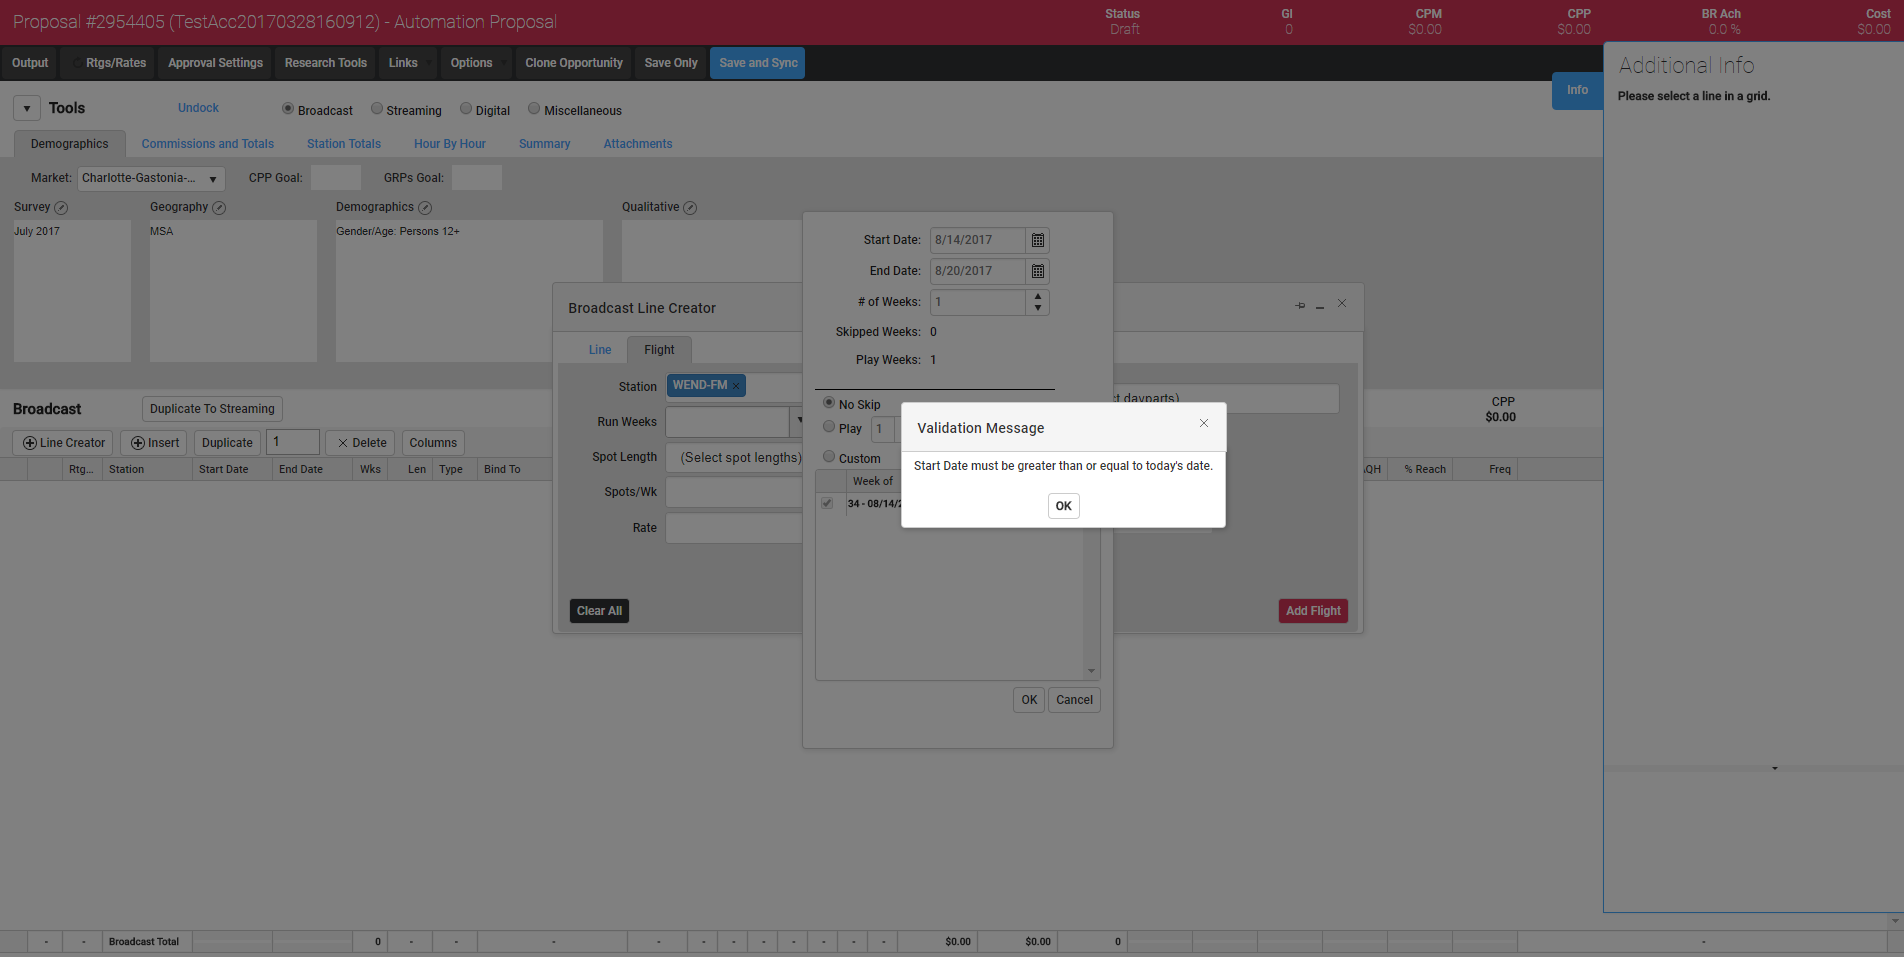 Proposal #2954405 (TestAcc20170328160912) - Automation Proposal
Status GI CPM CPP BR Ach Cost
Draft 0 $0.00 $0.00 0.0 % $0.00
Output Rtgs/Rates Approval Settings Research Tools Links Options Clone Opportunity Save Only Save and Sync
Additional Info
Info
Please select a line in a grid.
Tools Undock Broadcast Streaming Digital Miscellaneous
Demographics Commissions and Totals Station Totals Hour By Hour Summary Attachments
Market: Charlotte-Gastonia-... CPP Goal: GRPs Goal:
Survey Geography Demographics Qualitative
July 2017 MSA Gender/Age: Persons 12+
Start Date: 8/14/2017
End Date: 8/20/2017
# of Weeks: 1
Skipped Weeks: 0
Play Weeks: 1
Broadcast Line Creator
Line Flight
Station WEND-FM ×
Run Weeks
Spot Length (Select spot lengths)
Spots/Wk
Rate
Clear All Add Flight
No Skip
Play 1
Custom
Week of
34 - 08/14/2
OK Cancel
dayparts)
Validation Message
Start Date must be greater than or equal to today's date.
OK
Broadcast Duplicate To Streaming
CPP
$0.00
Line Creator Insert Duplicate 1 Delete Columns
Rtg... Station Start Date End Date Wks Len Type Bind To AQH % Reach Freq
- - Broadcast Total 0 - - - - - - - - - - - $0.00 $0.00 0 -